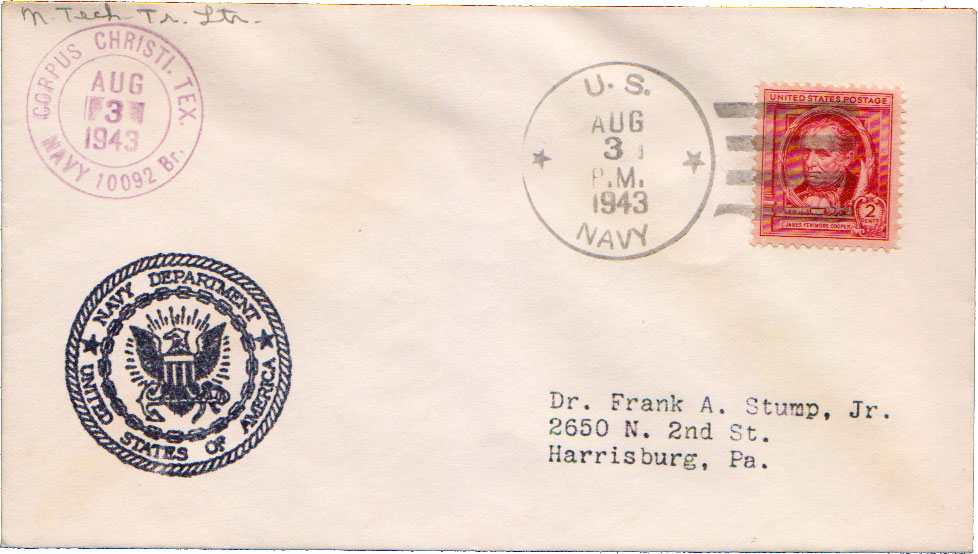 N. Tech. Tr. Ltr.
CORPUS CHRISTI, TEX.
AUG
3
1943
NAVY 10092 Br.
U. S.
AUG
3
P.M.
1943
NAVY
UNITED STATES POSTAGE
2
CENTS
JAMES FENIMORE COOPER
NAVY DEPARTMENT
UNITED STATES OF AMERICA
Dr. Frank A. Stump, Jr.
2650 N. 2nd St.
Harrisburg, Pa.